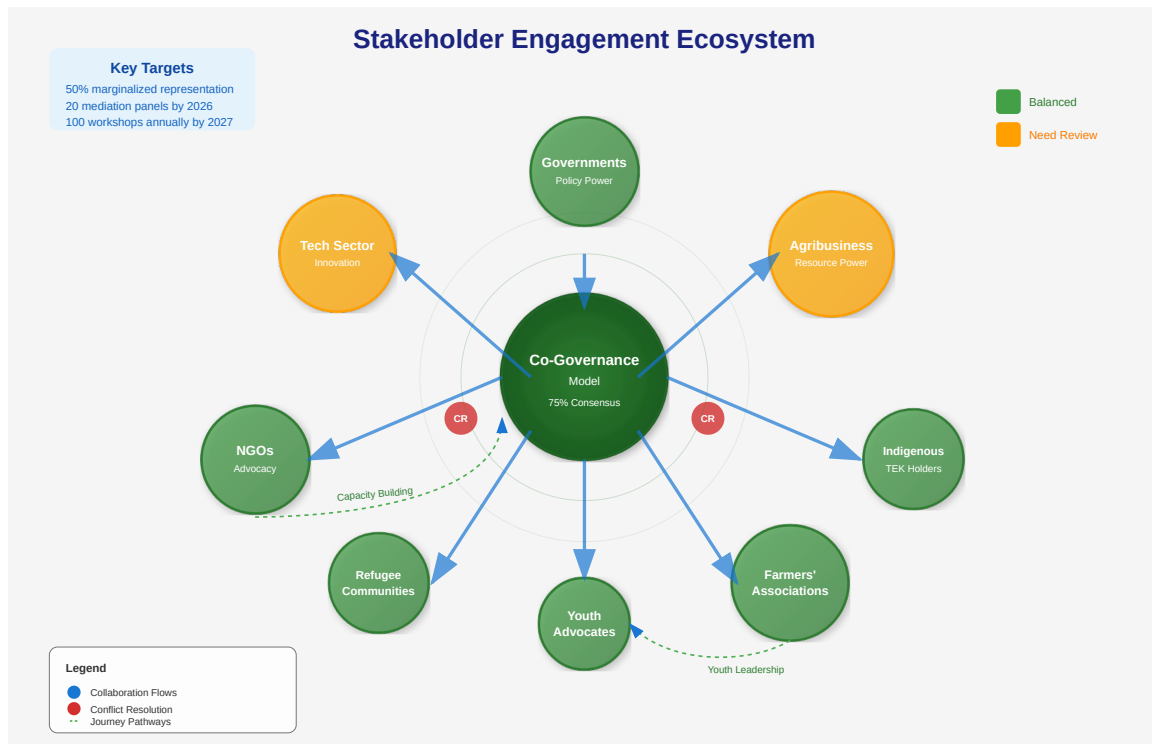 Stakeholder Engagement Ecosystem
Key Targets
50% marginalized representation
20 mediation panels by 2026
100 workshops annually by 2027
Balanced
Need Review
Governments
Policy Power
Tech Sector
Innovation
Agribusiness
Resource Power
Co-Governance
Model
75% Consensus
CR
CR
NGOs
Advocacy
Indigenous
TEK Holders
Capacity Building
Refugee
Communities
Farmers'
Associations
Youth
Advocates
Youth Leadership
Legend
Collaboration Flows
Conflict Resolution
Journey Pathways